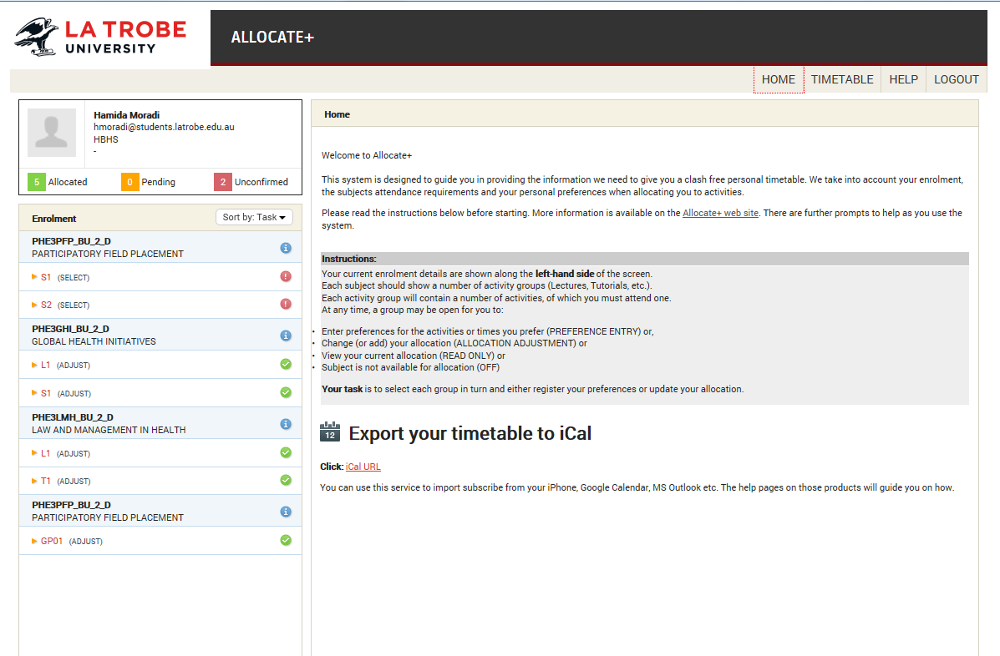 LA TROBE
UNIVERSITY
ALLOCATE+
HOME
TIMETABLE
HELP
LOGOUT
Hamida Moradi
hmoradi@students.latrobe.edu.au
HBHS
-
5 Allocated
0 Pending
2 Unconfirmed
Enrolment
Sort by: Task
PHE3PFP_BU_2_D
PARTICIPATORY FIELD PLACEMENT
S1 (SELECT)
S2 (SELECT)
PHE3GHI_BU_2_D
GLOBAL HEALTH INITIATIVES
L1 (ADJUST)
S1 (ADJUST)
PHE3LMH_BU_2_D
LAW AND MANAGEMENT IN HEALTH
L1 (ADJUST)
T1 (ADJUST)
PHE3PFP_BU_2_D
PARTICIPATORY FIELD PLACEMENT
GP01 (ADJUST)
Home
Welcome to Allocate+
This system is designed to guide you in providing the information we need to give you a clash free personal timetable. We take into account your enrolment,
the subjects attendance requirements and your personal preferences when allocating you to activities.
Please read the instructions below before starting. More information is available on the Allocate+ web site. There are further prompts to help as you use the
system.
Instructions:
Your current enrolment details are shown along the left-hand side of the screen.
Each subject should show a number of activity groups (Lectures, Tutorials, etc.).
Each activity group will contain a number of activities, of which you must attend one.
At any time, a group may be open for you to:
• Enter preferences for the activities or times you prefer (PREFERENCE ENTRY) or,
• Change (or add) your allocation (ALLOCATION ADJUSTMENT) or
• View your current allocation (READ ONLY) or
• Subject is not available for allocation (OFF)
Your task is to select each group in turn and either register your preferences or update your allocation.
12
Export your timetable to iCal
Click: iCal URL
You can use this service to import subscribe from your iPhone, Google Calendar, MS Outlook etc. The help pages on those products will guide you on how.